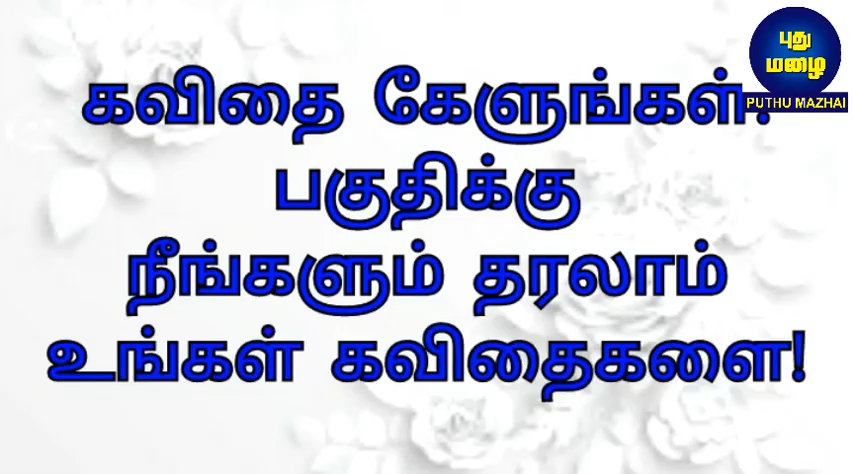 புது
மழை
PUTHU MAZHAI
கவிதை கேளுங்கள்.
பகுதிக்கு
நீங்களும் தரலாம்
உங்கள் கவிதைகளை!